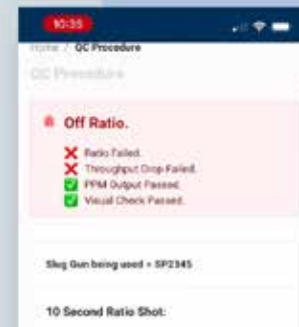 10:35
Home / QC Procedure
QC Procedure
Off Ratio.
Ratio Failed.
Throughput Drop Failed.
PPM Output Passed.
Visual Check Passed.
Slug Gun being used = SP2345
10 Second Ratio Shot: